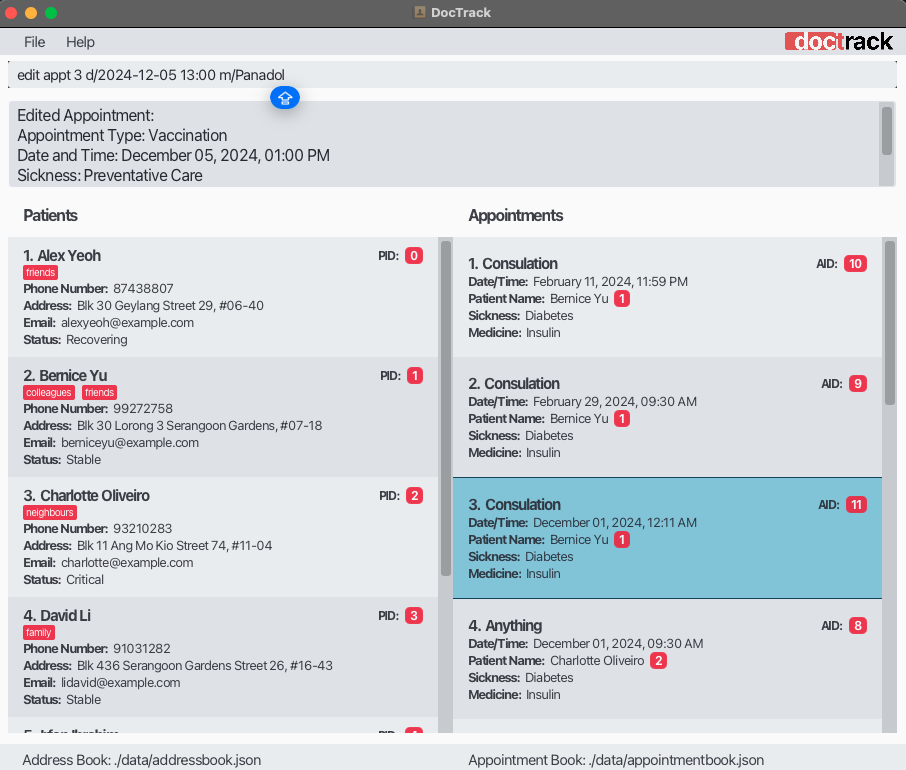 DocTrack
File Help
doctrack
edit appt 3 d/2024-12-05 13:00 m/Panadol
Edited Appointment:
Appointment Type: Vaccination
Date and Time: December 05, 2024, 01:00 PM
Sickness: Preventative Care
Patients
1. Alex Yeoh PID: 0
friends
Phone Number: 87438807
Address: Blk 30 Geylang Street 29, #06-40
Email: alexyeoh@example.com
Status: Recovering
2. Bernice Yu PID: 1
colleagues friends
Phone Number: 99272758
Address: Blk 30 Lorong 3 Serangoon Gardens, #07-18
Email: berniceyu@example.com
Status: Stable
3. Charlotte Oliveiro PID: 2
neighbours
Phone Number: 93210283
Address: Blk 11 Ang Mo Kio Street 74, #11-04
Email: charlotte@example.com
Status: Critical
4. David Li PID: 3
family
Phone Number: 91031282
Address: Blk 436 Serangoon Gardens Street 26, #16-43
Email: lidavid@example.com
Status: Stable
Appointments
1. Consulation AID: 10
Date/Time: February 11, 2024, 11:59 PM
Patient Name: Bernice Yu 1
Sickness: Diabetes
Medicine: Insulin
2. Consulation AID: 9
Date/Time: February 29, 2024, 09:30 AM
Patient Name: Bernice Yu 1
Sickness: Diabetes
Medicine: Insulin
3. Consulation AID: 11
Date/Time: December 01, 2024, 12:11 AM
Patient Name: Bernice Yu 1
Sickness: Diabetes
Medicine: Insulin
4. Anything AID: 8
Date/Time: December 01, 2024, 09:30 AM
Patient Name: Charlotte Oliveiro 2
Sickness: Diabetes
Medicine: Insulin
Address Book: ./data/addressbook.json
Appointment Book: ./data/appointmentbook.json